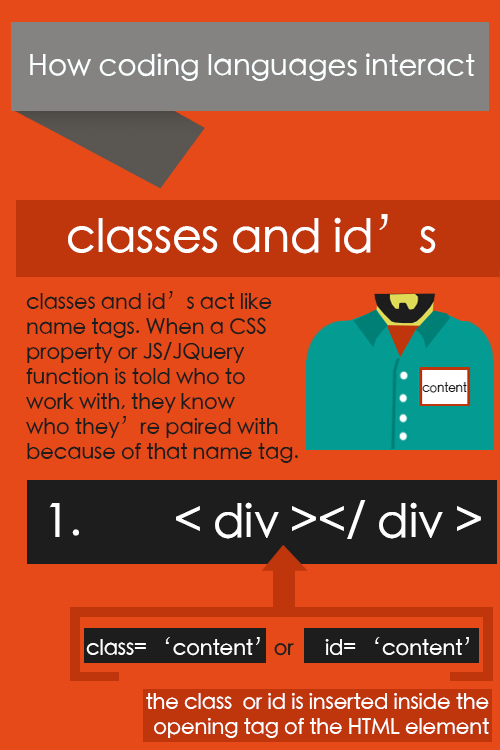 How coding languages interact
classes and id’s
classes and id’s act like
name tags. When a CSS
property or JS/JQuery
function is told who to
work with, they know
who they’re paired with
because of that name tag.
content
1. < div ></ div >
class= ‘content’ or id= ‘content’
the class or id is inserted inside the
opening tag of the HTML element